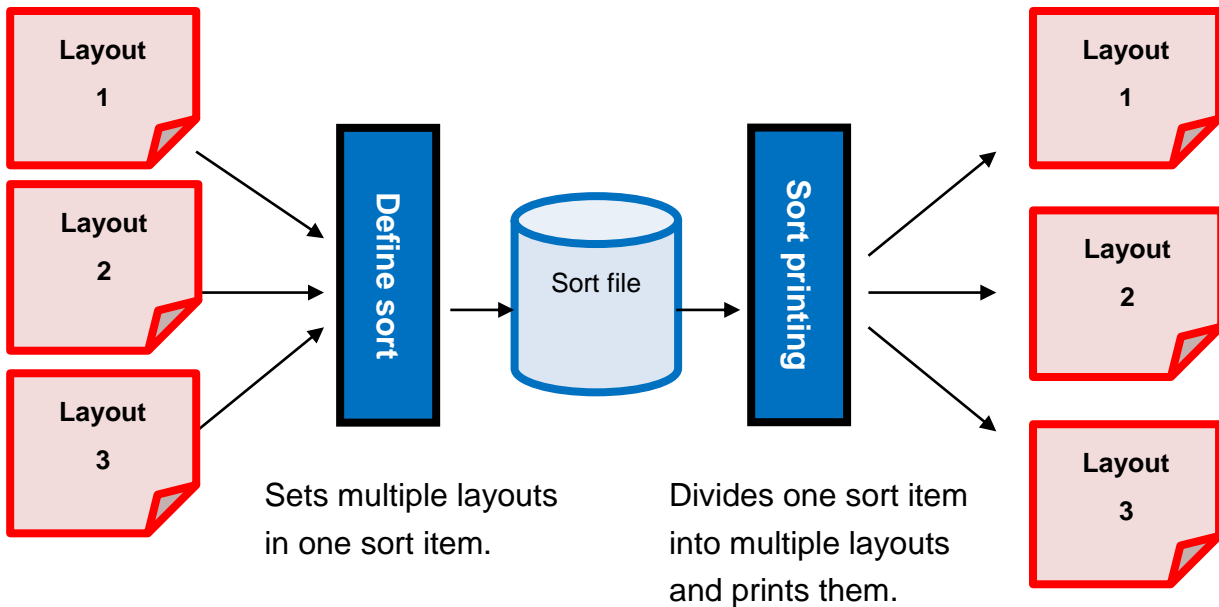 Layout
1
Layout
2
Layout
3
Define sort
Sort file
Sort printing
Layout
1
Layout
2
Layout
3
Sets multiple layouts
in one sort item.
Divides one sort item
into multiple layouts
and prints them.